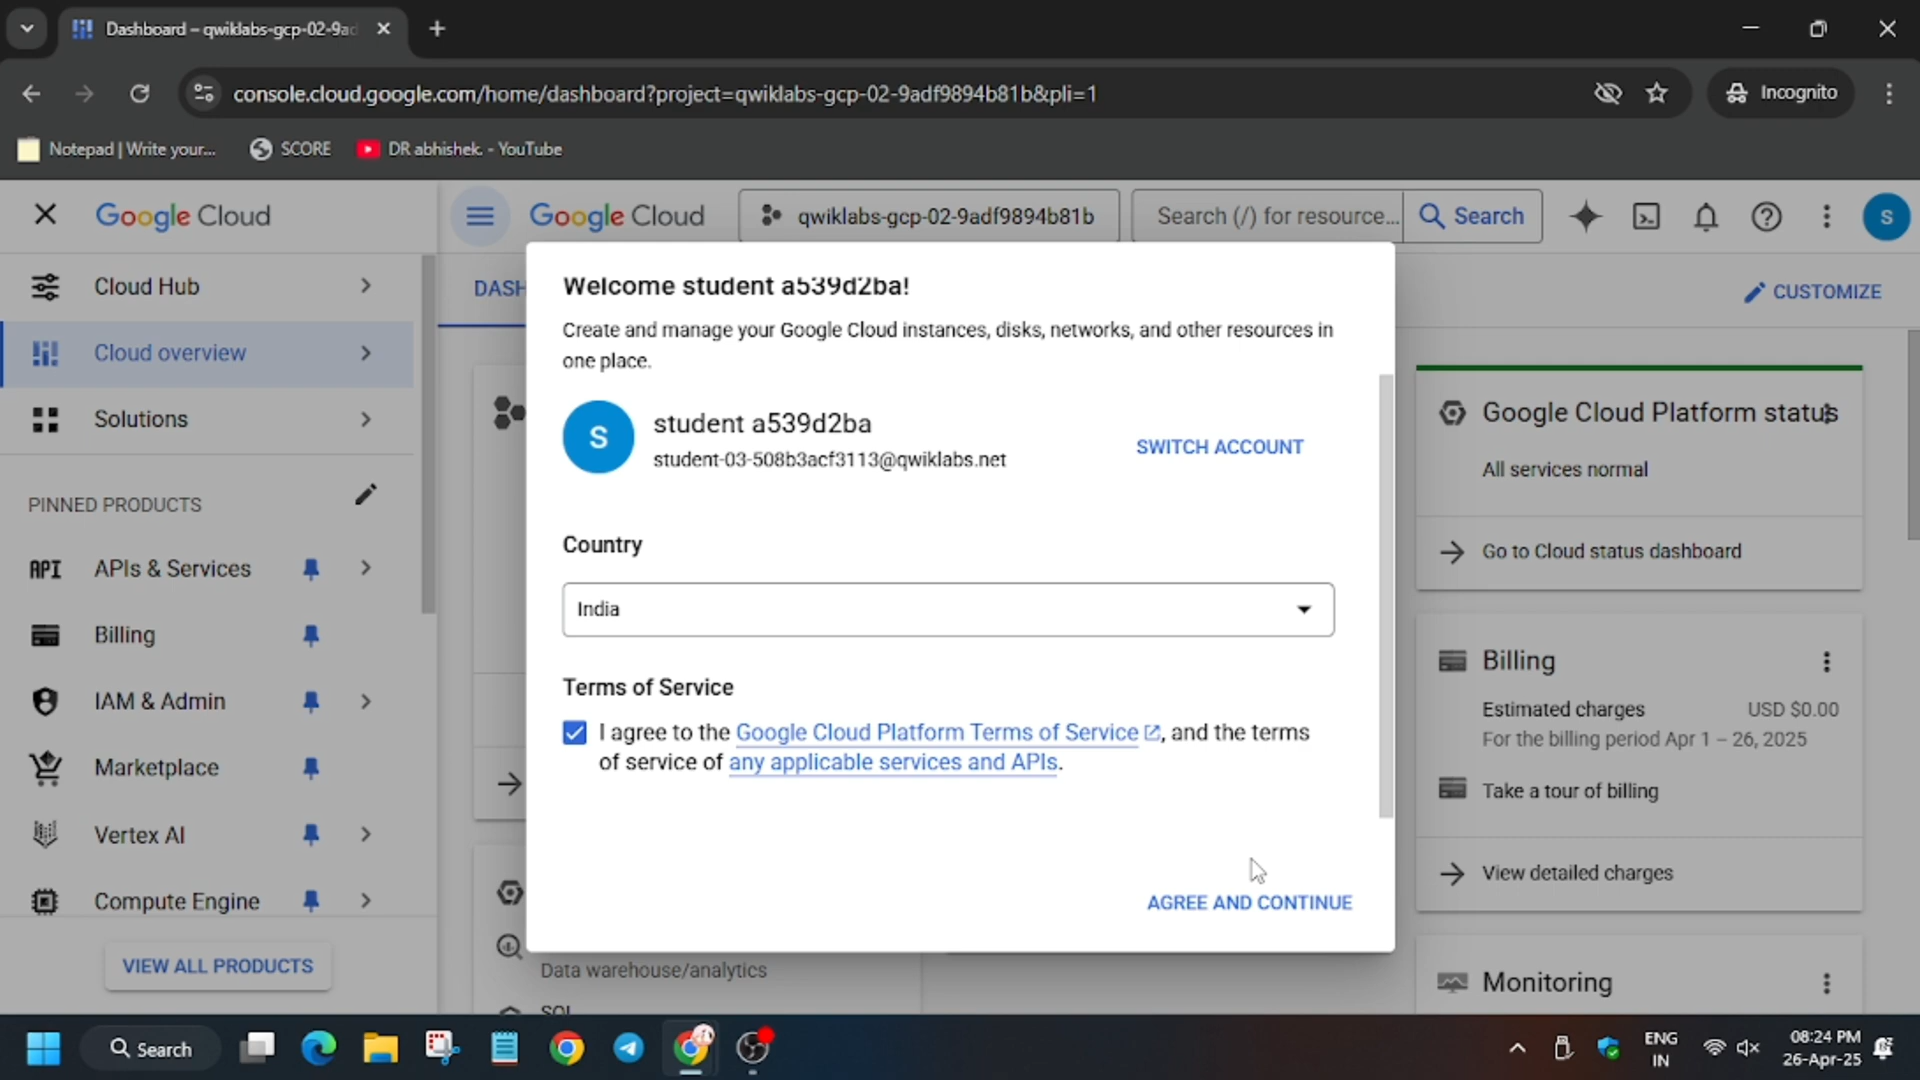 Dashboard – qwiklabs-gcp-02-9ad
console.cloud.google.com/home/dashboard?project=qwiklabs-gcp-02-9adf9894b81b&pli=1
Incognito
Notepad | Write your...
SCORE
DR abhishek. - YouTube
Google Cloud
Google Cloud
qwiklabs-gcp-02-9adf9894b81b
Search (/) for resource...
Search
S
Cloud Hub
Cloud overview
Solutions
PINNED PRODUCTS
API
APIs & Services
Billing
IAM & Admin
Marketplace
Vertex AI
Compute Engine
VIEW ALL PRODUCTS
DASH
CUSTOMIZE
Welcome student a539d2ba!
Create and manage your Google Cloud instances, disks, networks, and other resources in
one place.
S
student a539d2ba
student-03-508b3acf3113@qwiklabs.net
SWITCH ACCOUNT
Country
India
Terms of Service
I agree to the Google Cloud Platform Terms of Service, and the terms
of service of any applicable services and APIs.
AGREE AND CONTINUE
Data warehouse/analytics
SQL
Google Cloud Platform status
All services normal
Go to Cloud status dashboard
Billing
Estimated charges USD $0.00
For the billing period Apr 1 – 26, 2025
Take a tour of billing
View detailed charges
Monitoring
Search
ENG
IN
08:24 PM
26-Apr-25